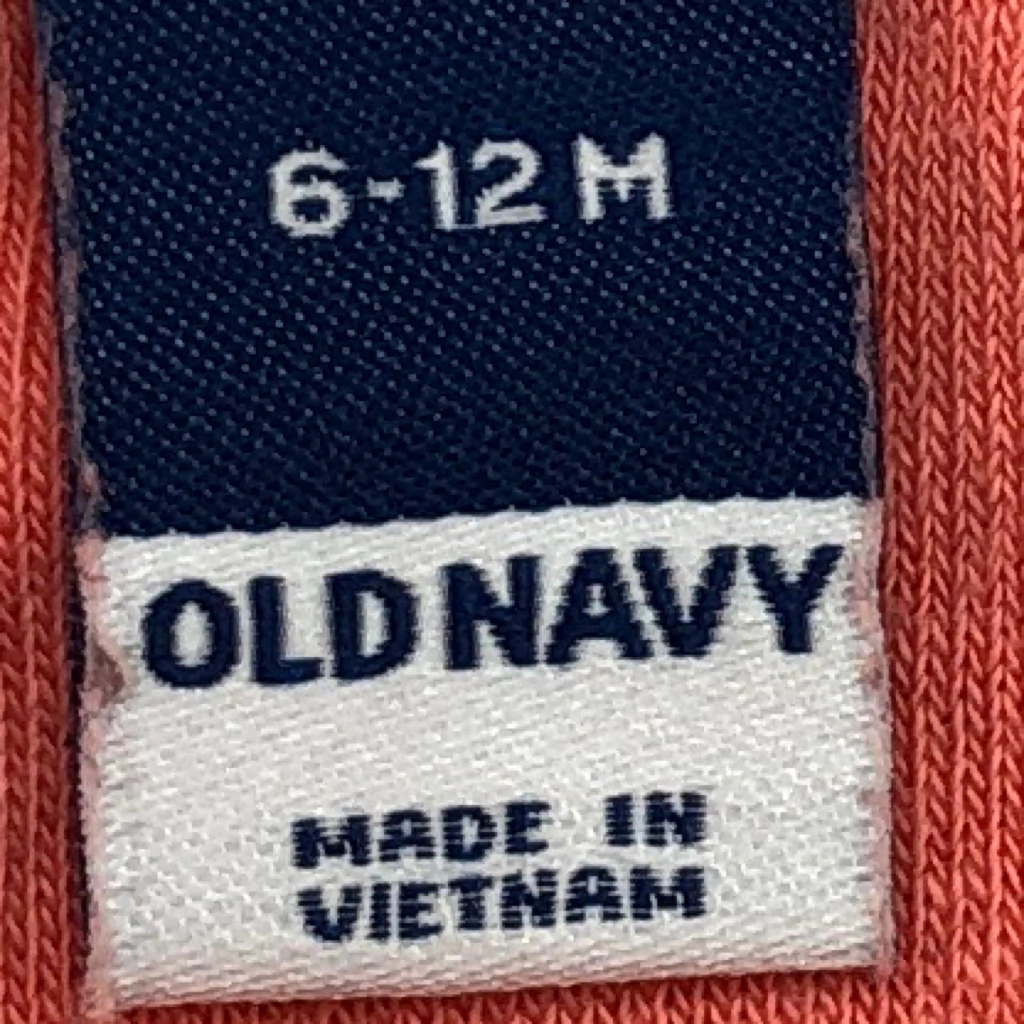 6-12 M
OLD NAVY
MADE IN
VIETNAM